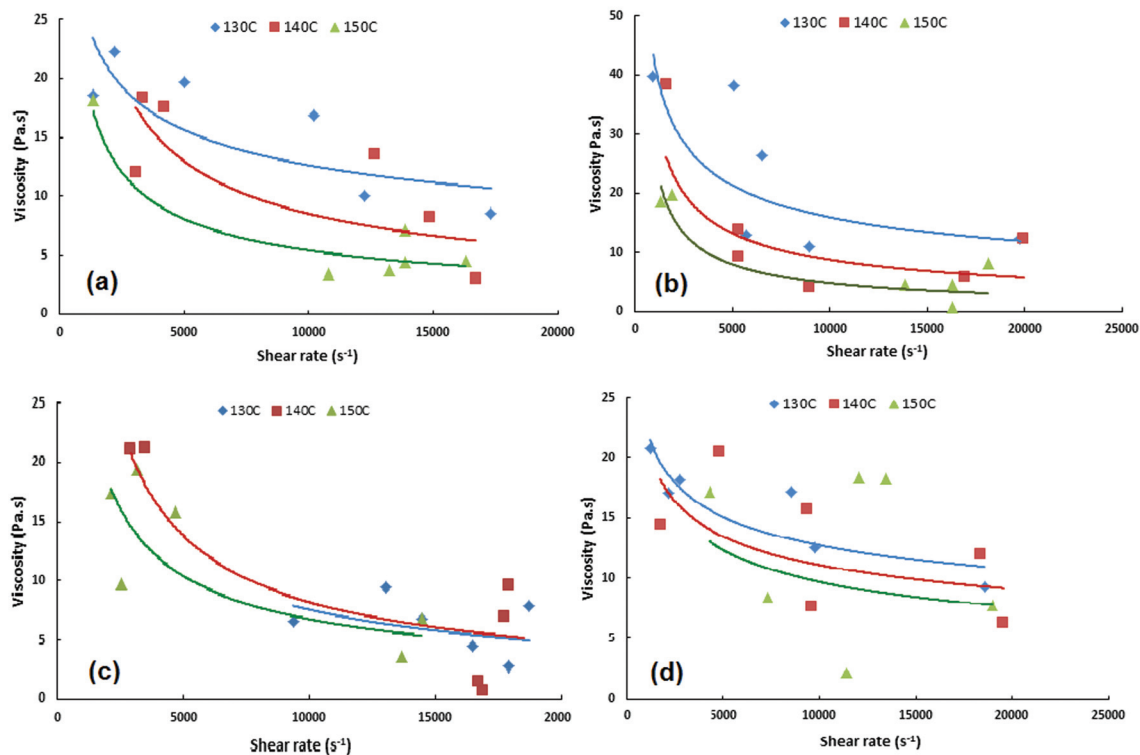 130C 140C 150C
25
20
15
10
5
0
Viscosity (Pa.s)
(a)
0 5000 10000 15000 20000
Shear rate (s⁻¹)
130C 140C 150C
50
40
30
20
10
0
Viscosity Pa.s)
(b)
0 5000 10000 15000 20000 25000
Shear rate (s⁻¹)
130C 140C 150C
25
20
15
10
5
0
Viscosity (Pa.s)
(c)
0 5000 10000 15000 2000
Shear rate (s⁻¹)
130C 140C 150C
25
20
15
10
5
0
Viscosity (Pa.s)
(d)
0 5000 10000 15000 20000 25000
Shear rate (s⁻¹)